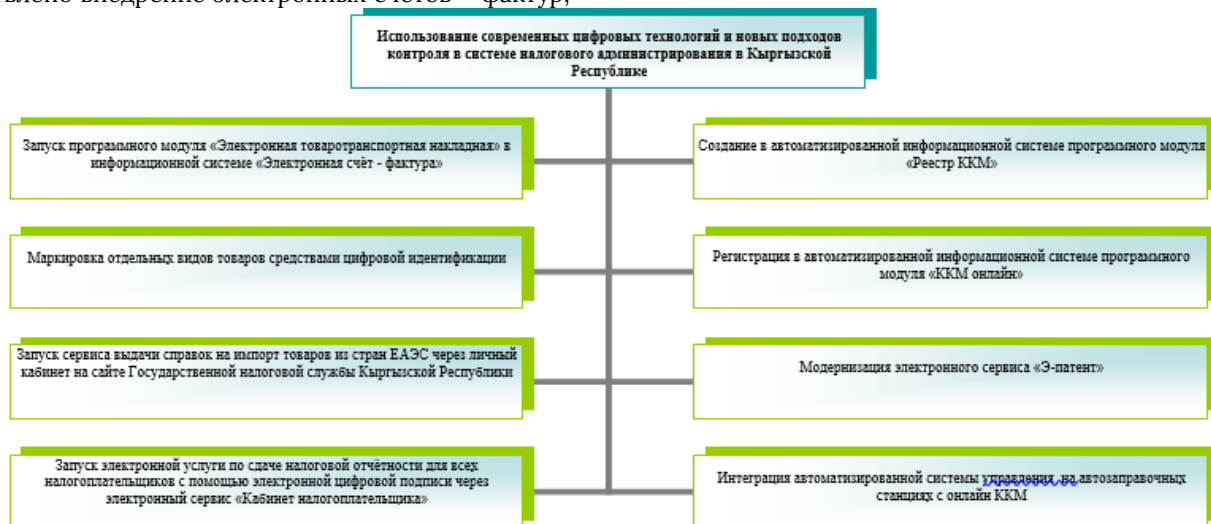 влено внедрение электронных счетов – фактур;
Использование современных цифровых технологий и новых подходов
контроля в системе налогового администрирования в Кыргызской
Республике
Запуск программного модуля «Электронная товаротранспортная накладная» в
информационной системе «Электронная счёт - фактура»
Создание в автоматизированной информационной системе программного модуля
«Реестр ККМ»
Маркировка отдельных видов товаров средствами цифровой идентификации
Регистрация в автоматизированной информационной системе программного
модуля «ККМ онлайн»
Запуск сервиса выдачи справок на импорт товаров из стран ЕАЭС через личный
кабинет на сайте Государственной налоговой службы Кыргызской Республики
Модернизация электронного сервиса «Э-патент»
Запуск электронной услуги по сдаче налоговой отчётности для всех
налогоплательщиков с помощью электронной цифровой подписи через
электронный сервис «Кабинет налогоплательщика»
Интеграция автоматизированной системы управления на автозаправочных
станциях с онлайн ККМ